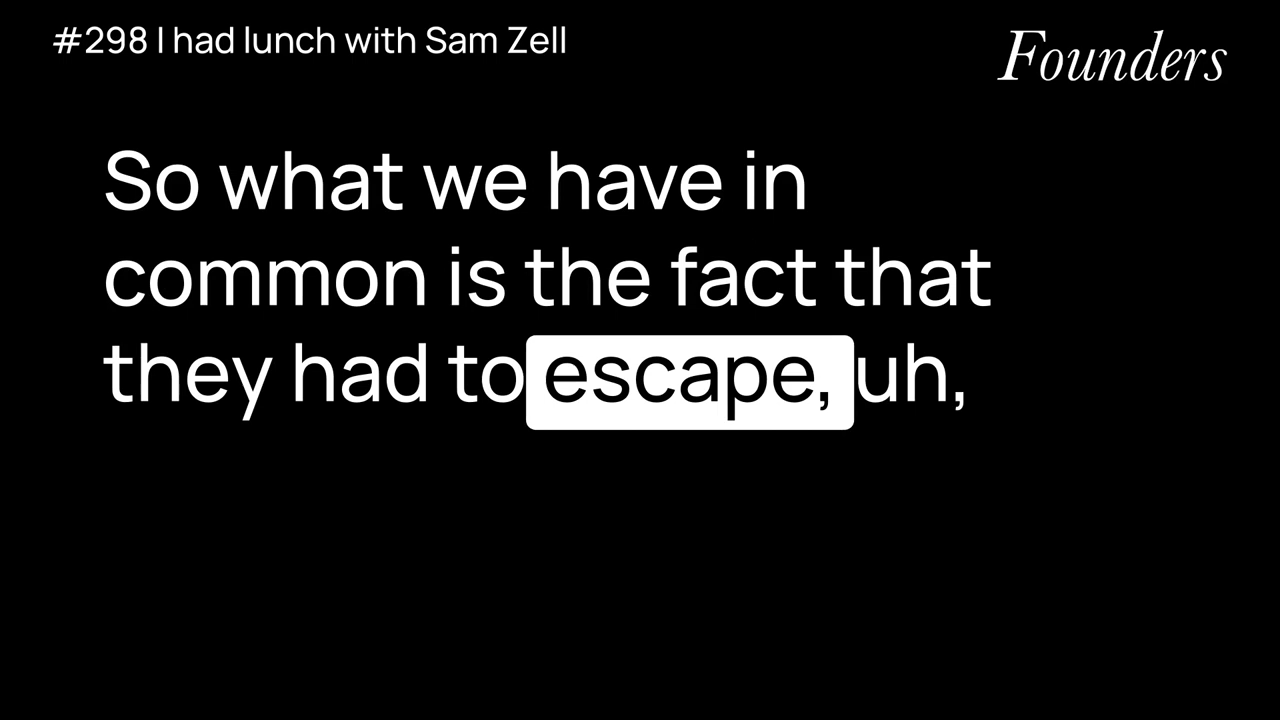 #298 I had lunch with Sam Zell
Founders
So what we have in
common is the fact that
they had to escape, uh,